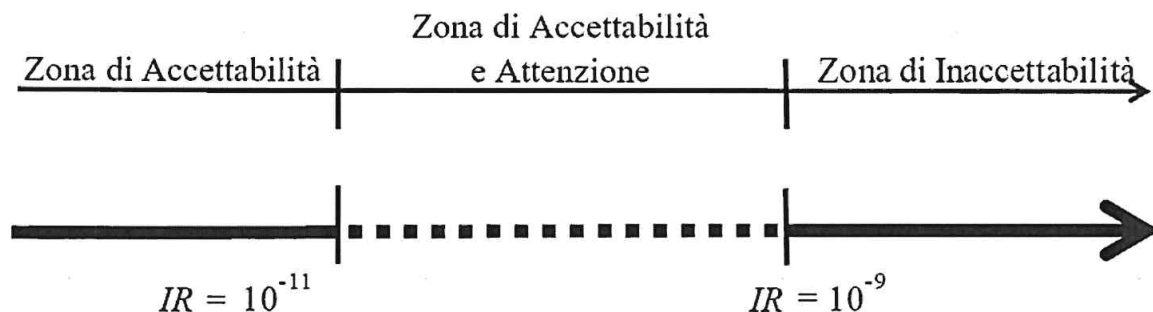 Zona di Accettabilità
Zona di Accettabilità
e Attenzione
Zona di Inaccettabilità
IR = 10^-11
IR = 10^-9